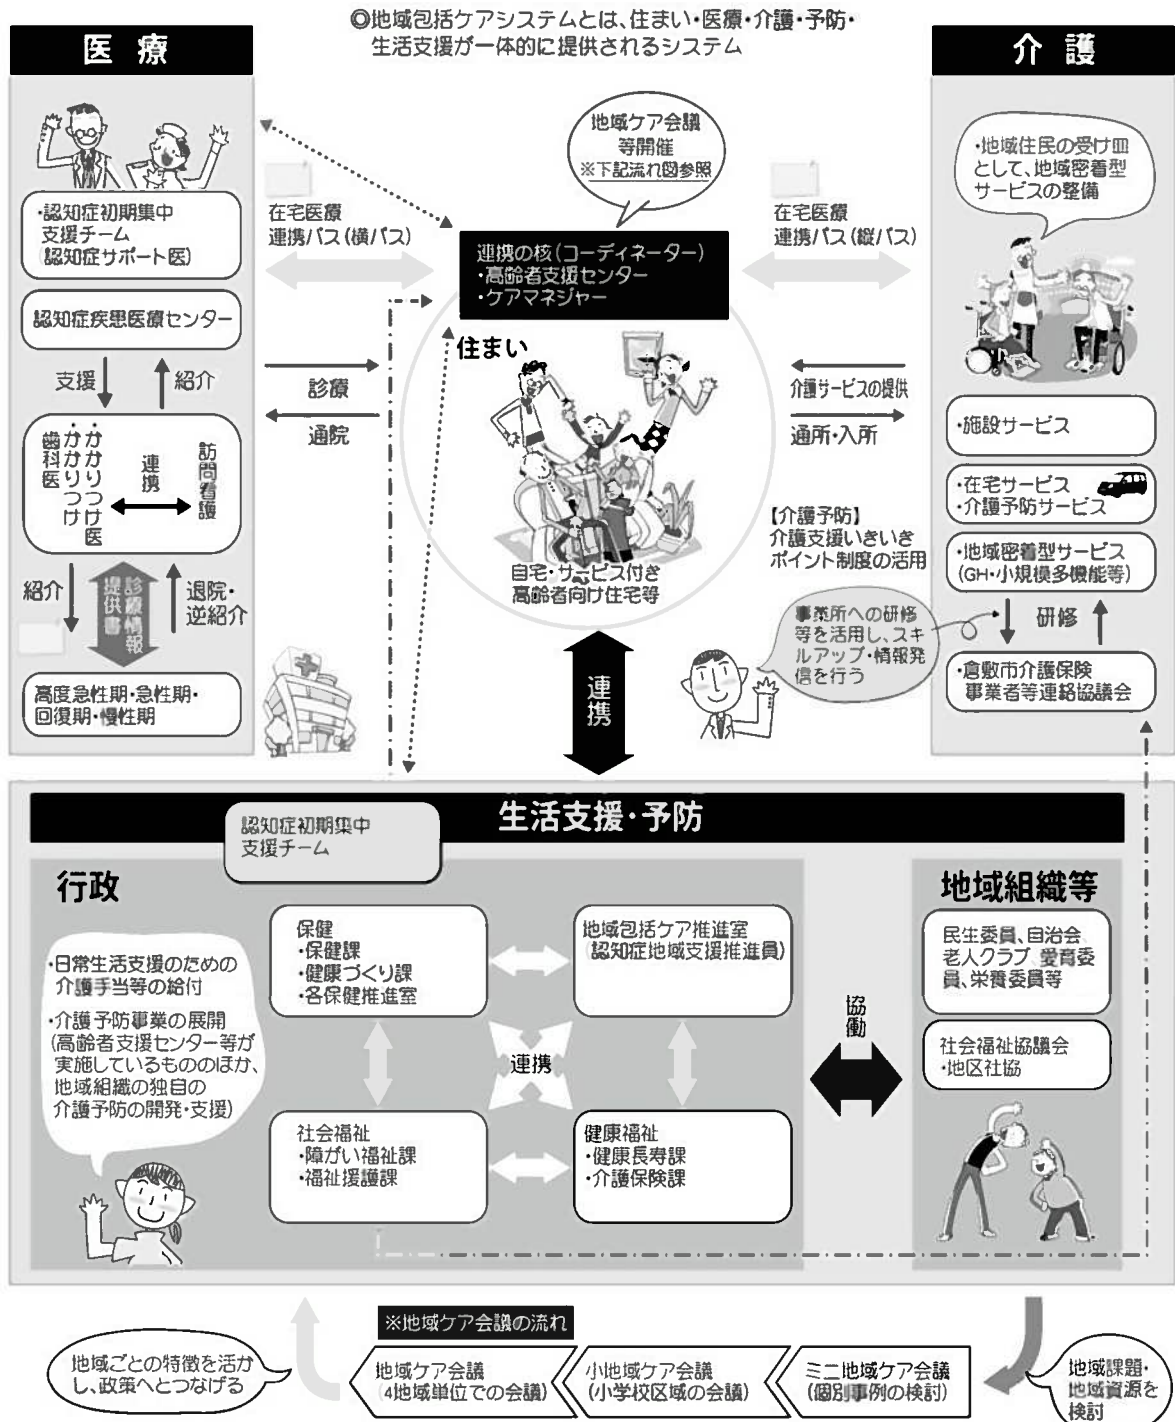 ◎地域包括ケアシステムとは、住まい・医療・介護・予防・
生活支援が一体的に提供されるシステム
医療
・認知症初期集中
支援チーム
(認知症サポート医)
認知症疾患医療センター
支援
紹介
・かかりつけ医
・かかりつけ
歯科医
連携
訪問看護
紹介
診療情報
提供書
退院・
逆紹介
高度急性期・急性期・
回復期・慢性期
在宅医療
連携パス(横パス)
地域ケア会議
等開催
※下記流れ図参照
在宅医療
連携パス(縦パス)
連携の核(コーディネーター)
・高齢者支援センター
・ケアマネジャー
住まい
診療
通院
介護サービスの提供
通所・入所
自宅・サービス付き
高齢者向け住宅等
【介護予防】
介護支援いきいき
ポイント制度の活用
事業所への研修
等を活用し、スキ
ルアップ・情報発
信を行う
連携
介護
・地域住民の受け皿
として、地域密着型
サービスの整備
・施設サービス
・在宅サービス
・介護予防サービス
・地域密着型サービス
(GH・小規模多機能等)
研修
・倉敷市介護保険
事業者等連絡協議会
生活支援・予防
認知症初期集中
支援チーム
行政
・日常生活支援のための
介護手当等の給付
・介護予防事業の展開
(高齢者支援センター等が
実施しているもののほか、
地域組織の独自の
介護予防の開発・支援)
保健
・保健課
・健康づくり課
・各保健推進室
地域包括ケア推進室
(認知症地域支援推進員)
連携
社会福祉
・障がい福祉課
・福祉援護課
健康福祉
・健康長寿課
・介護保険課
協働
地域組織等
民生委員、自治会、
老人クラブ、愛育委
員、栄養委員等
社会福祉協議会
・地区社協
※地域ケア会議の流れ
地域ごとの特徴を活か
し、政策へとつなげる
地域ケア会議
(4地域単位での会議)
小地域ケア会議
(小学校区域の会議)
ミニ地域ケア会議
(個別事例の検討)
地域課題・
地域資源を
検討